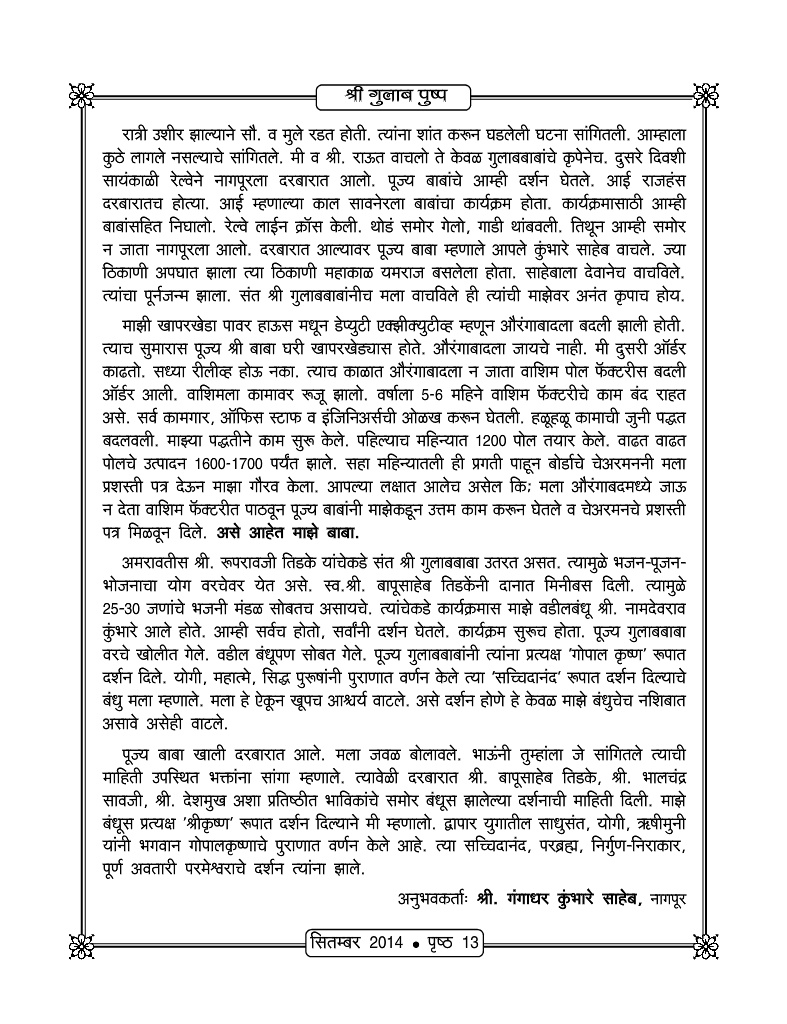 श्री गुलाब पुष्प
रात्री उशीर झाल्याने सौ. व मुले रडत होती. त्यांना शांत करून घडलेली घटना सांगितली. आम्हाला
कुठे लागले नसल्याचे सांगितले. मी व श्री. राऊत वाचलो ते केवळ गुलाबबाबांचे कृपेनेच. दुसरे दिवशी
सायंकाळी रेल्वेने नागपूरला दरबारात आलो. पूज्य बाबांचे आम्ही दर्शन घेतले. आई राजहंस
दरबारातच होत्या. आई म्हणाल्या काल सावनेरला बाबांचा कार्यक्रम होता. कार्यक्रमासाठी आम्ही
बाबांसहित निघालो. रेल्वे लाईन क्रॉस केली. थोडं समोर गेलो, गाडी थांबवली. तिथून आम्ही समोर
न जाता नागपूरला आलो. दरबारात आल्यावर पूज्य बाबा म्हणाले आपले कुंभारे साहेब वाचले. ज्या
ठिकाणी अपघात झाला त्या ठिकाणी महाकाळ यमराज बसलेला होता. साहेबाला देवानेच वाचविले.
त्यांचा पूर्नजन्म झाला. संत श्री गुलाबबाबांनीच मला वाचविले ही त्यांची माझेवर अनंत कृपाच होय.
माझी खापरखेडा पावर हाऊस मधून डेप्युटी एक्झीक्युटीव्ह म्हणून औरंगाबादला बदली झाली होती.
त्याच सुमारास पूज्य श्री बाबा घरी खापरखेड्यास होते. औरंगाबादला जायचे नाही. मी दुसरी ऑर्डर
काढतो. सध्या रीलीव्ह होऊ नका. त्याच काळात औरंगाबादला न जाता वाशिम पोल फॅक्टरीस बदली
ऑर्डर आली. वाशिमला कामावर रूजू झालो. वर्षाला 5-6 महिने वाशिम फॅक्टरीचे काम बंद राहत
असे. सर्व कामगार, ऑफिस स्टाफ व इंजिनिअर्सची ओळख करून घेतली. हळूहळू कामाची जुनी पद्धत
बदलवली. माझ्या पद्धतीने काम सुरू केले. पहिल्याच महिन्यात 1200 पोल तयार केले. वाढत वाढत
पोलचे उत्पादन 1600-1700 पर्यंत झाले. सहा महिन्यातली ही प्रगती पाहून बोर्डाचे चेअरमननी मला
प्रशस्ती पत्र देऊन माझा गौरव केला. आपल्या लक्षात आलेच असेल कि; मला औरंगाबदमध्ये जाऊ
न देता वाशिम फॅक्टरीत पाठवून पूज्य बाबांनी माझेकडून उत्तम काम करून घेतले व चेअरमनचे प्रशस्ती
पत्र मिळवून दिले. असे आहेत माझे बाबा.
अमरावतीस श्री. रूपरावजी तिडके यांचेकडे संत श्री गुलाबबाबा उतरत असत. त्यामुळे भजन-पूजन-
भोजनाचा योग वरचेवर येत असे. स्व.श्री. बापूसाहेब तिडकेंनी दानात मिनीबस दिली. त्यामुळे
25-30 जणांचे भजनी मंडळ सोबतच असायचे. त्यांचेकडे कार्यक्रमास माझे वडीलबंधू श्री. नामदेवराव
कुंभारे आले होते. आम्ही सर्वच होतो, सर्वांनी दर्शन घेतले. कार्यक्रम सुरूच होता. पूज्य गुलाबबाबा
वरचे खोलीत गेले. वडील बंधूपण सोबत गेले. पूज्य गुलाबबाबांनी त्यांना प्रत्यक्ष 'गोपाल कृष्ण' रूपात
दर्शन दिले. योगी, महात्मे, सिद्ध पुरूषांनी पुराणात वर्णन केले त्या 'सच्चिदानंद' रूपात दर्शन दिल्याचे
बंधु मला म्हणाले. मला हे ऐकून खूपच आश्चर्य वाटले. असे दर्शन होणे हे केवळ माझे बंधुचेच नशिबात
असावे असेही वाटले.
पूज्य बाबा खाली दरबारात आले. मला जवळ बोलावले. भाऊंनी तुम्हांला जे सांगितले त्याची
माहिती उपस्थित भक्तांना सांगा म्हणाले. त्यावेळी दरबारात श्री. बापूसाहेब तिडके, श्री. भालचंद्र
सावजी, श्री. देशमुख अशा प्रतिष्ठीत भाविकांचे समोर बंधूस झालेल्या दर्शनाची माहिती दिली. माझे
बंधूस प्रत्यक्ष 'श्रीकृष्ण' रूपात दर्शन दिल्याने मी म्हणालो. द्वापार युगातील साधुसंत, योगी, ऋषीमुनी
यांनी भगवान गोपालकृष्णाचे पुराणात वर्णन केले आहे. त्या सच्चिदानंद, परब्रह्म, निर्गुण-निराकार,
पूर्ण अवतारी परमेश्वराचे दर्शन त्यांना झाले.
अनुभवकर्ताः श्री. गंगाधर कुंभारे साहेब, नागपूर
सितम्बर 2014 ● पृष्ठ 13